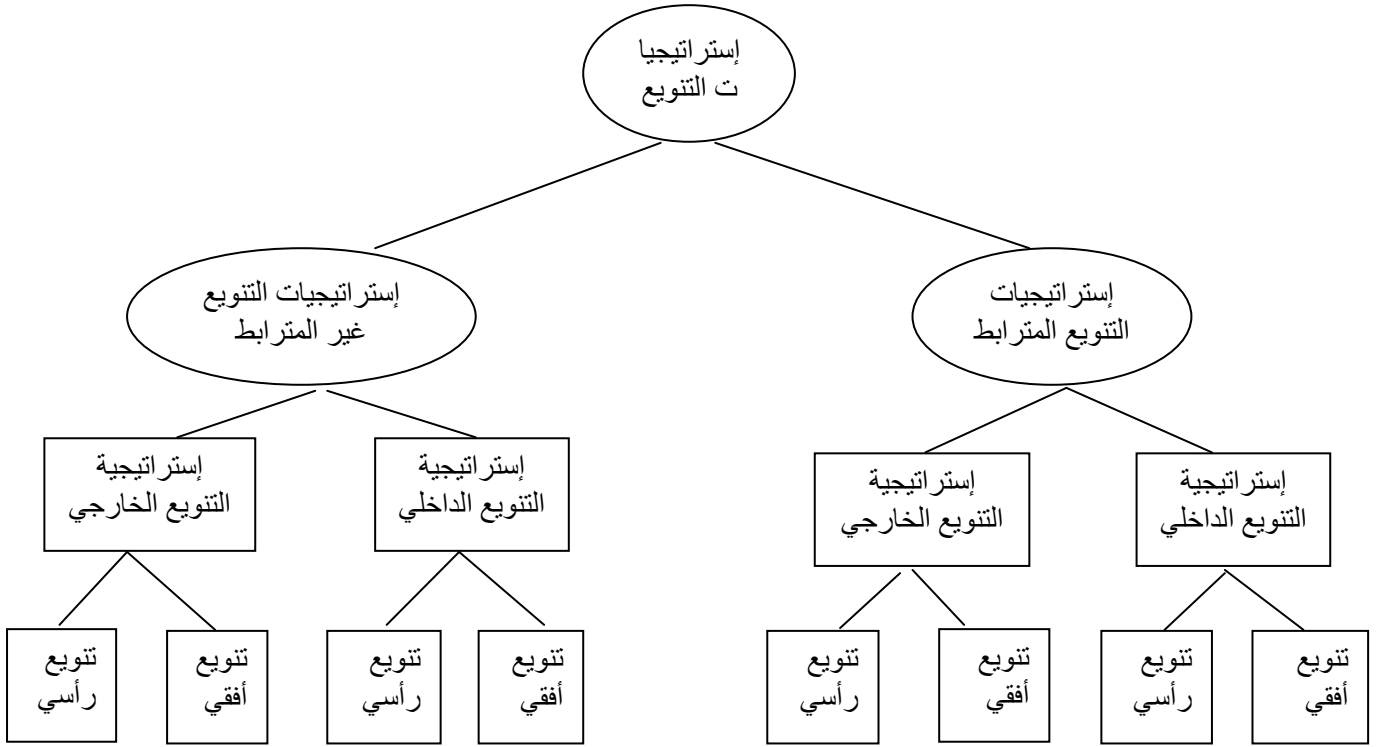 إستراتيجيا
ت التنويع
إستراتيجيات
التنويع المترابط
إستراتيجيات التنويع
غير المترابط
إستراتيجية
التنويع الداخلي
إستراتيجية
التنويع الخارجي
إستراتيجية
التنويع الداخلي
إستراتيجية
التنويع الخارجي
تنويع
أفقي
تنويع
رأسي
تنويع
أفقي
تنويع
رأسي
تنويع
أفقي
تنويع
رأسي
تنويع
أفقي
تنويع
رأسي